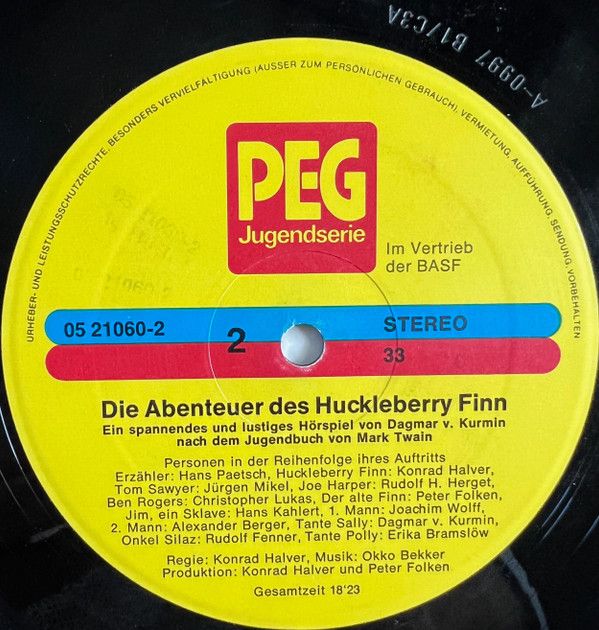 A-0997 B1/C3A
URHEBER- UND LEISTUNGSSCHUTZRECHTE, BESONDERS VERVIELFÄLTIGUNG (AUSSER ZUM PERSÖNLICHEN GEBRAUCH), VERMIETUNG, AUFFÜHRUNG, SENDUNG, VORBEHALTEN
PEG
Jugendserie
Im Vertrieb
der BASF
05 21060-2
2
STEREO
33
Die Abenteuer des Huckleberry Finn
Ein spannendes und lustiges Hörspiel von Dagmar v. Kurmin
nach dem Jugendbuch von Mark Twain
Personen in der Reihenfolge ihres Auftritts
Erzähler: Hans Paetsch, Huckleberry Finn: Konrad Halver,
Tom Sawyer: Jürgen Mikel, Joe Harper: Rudolf H. Herget,
Ben Rogers: Christopher Lukas, Der alte Finn: Peter Folken,
Jim, ein Sklave: Hans Kahlert, 1. Mann: Joachim Wolff,
2. Mann: Alexander Berger, Tante Sally: Dagmar v. Kurmin,
Onkel Silaz: Rudolf Fenner, Tante Polly: Erika Bramslöw
Regie: Konrad Halver, Musik: Okko Bekker
Produktion: Konrad Halver und Peter Folken
Gesamtzeit 18'23